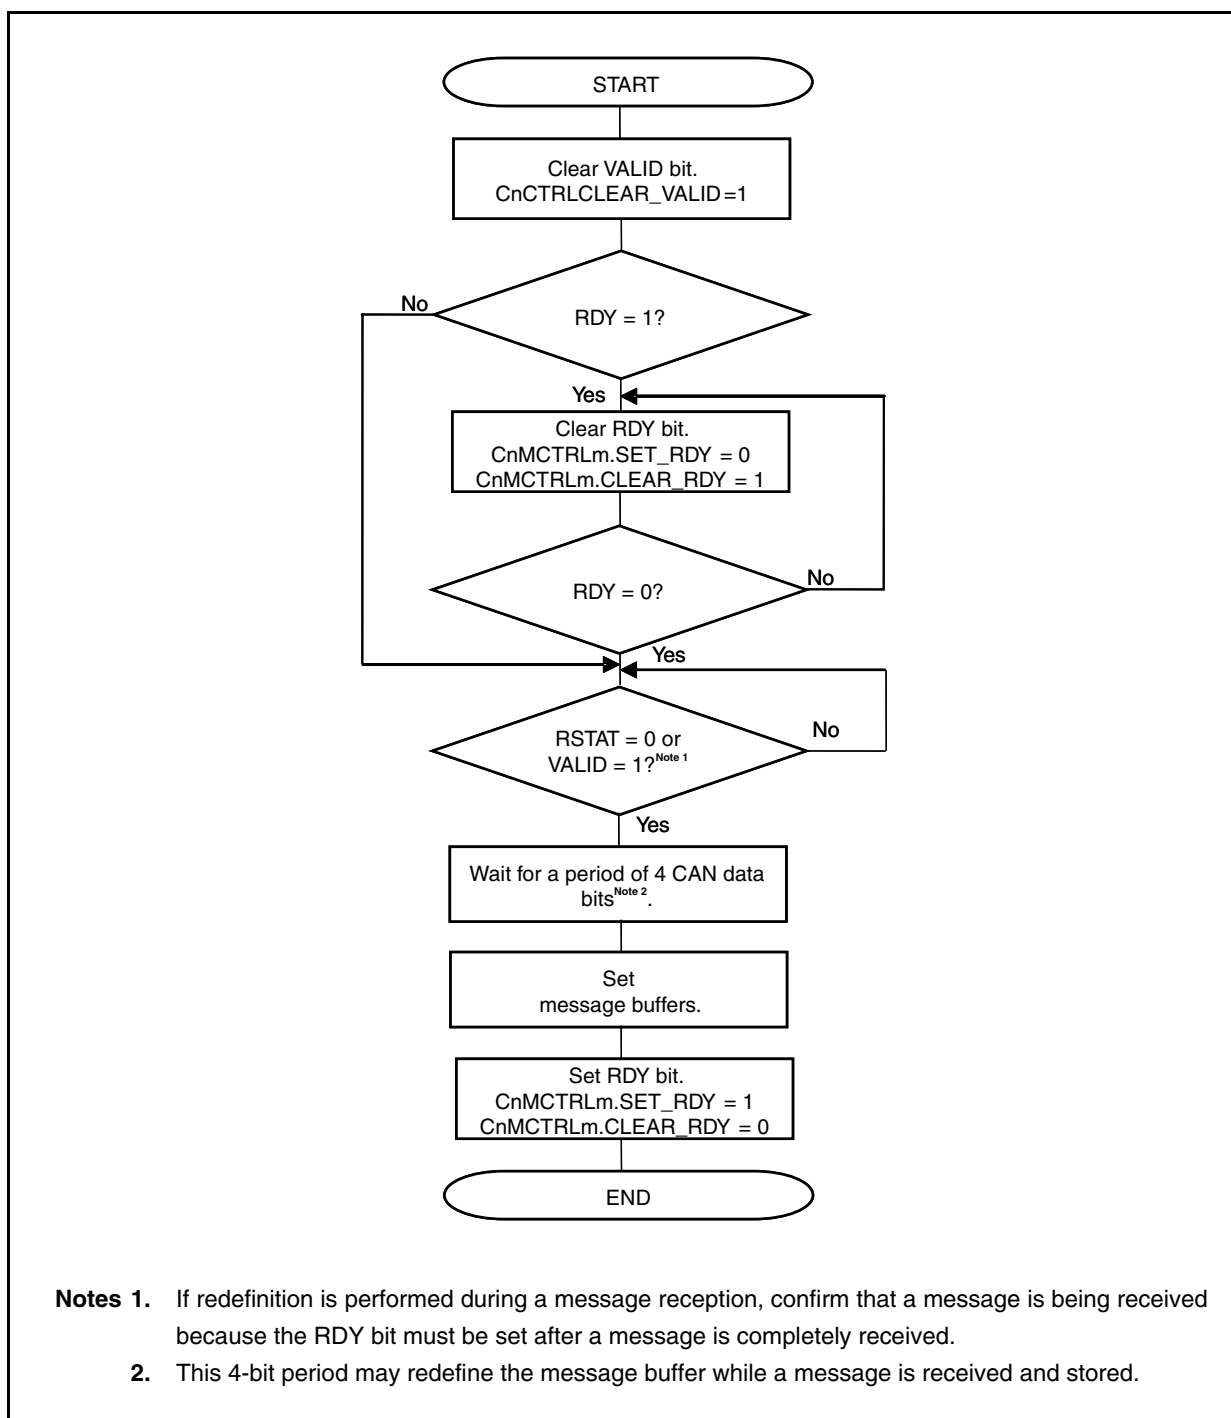 START
Clear VALID bit.
CnCTRLCLEAR_VALID=1
No
RDY = 1?
Yes
Clear RDY bit.
CnMCTRLm.SET_RDY = 0
CnMCTRLm.CLEAR_RDY = 1
RDY = 0?
No
Yes
RSTAT = 0 or
VALID = 1?Note 1
No
Yes
Wait for a period of 4 CAN data
bitsNote 2.
Set
message buffers.
Set RDY bit.
CnMCTRLm.SET_RDY = 1
CnMCTRLm.CLEAR_RDY = 0
END
Notes 1. If redefinition is performed during a message reception, confirm that a message is being received
because the RDY bit must be set after a message is completely received.
2. This 4-bit period may redefine the message buffer while a message is received and stored.